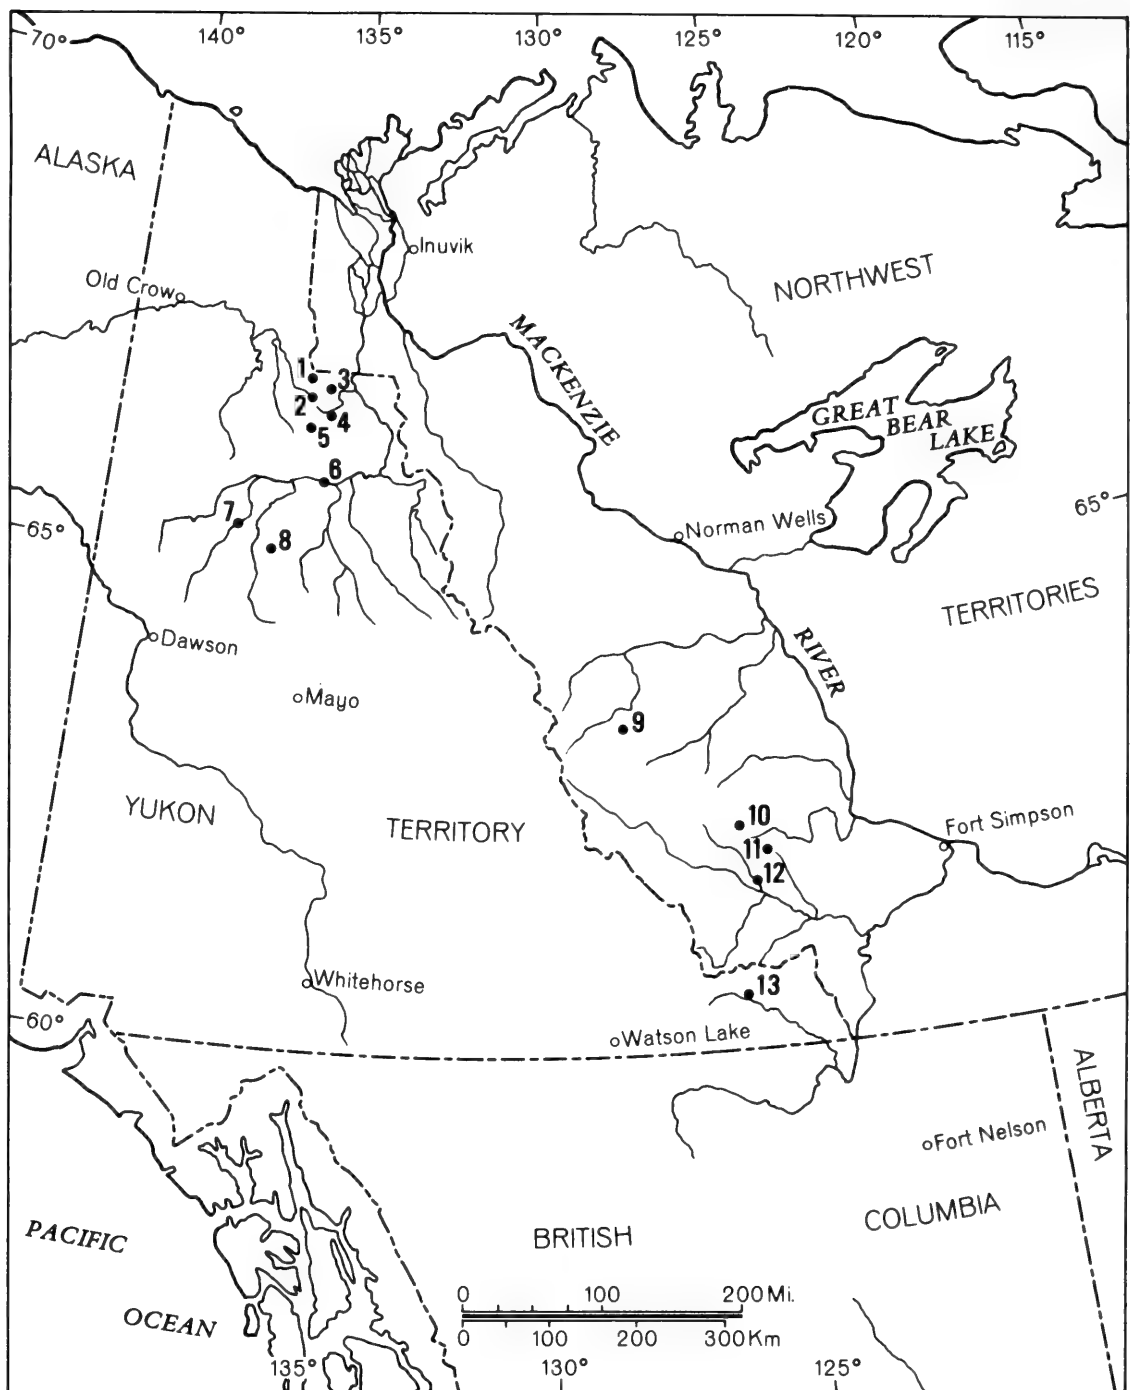 140° 135° 130° 125° 120° 115°
70°
ALASKA
Inuvik
NORTHWEST
Old Crow
MACKENZIE
1 3
2 4
5
GREAT
BEAR
LAKE
6
65°
7
Norman Wells
65°
8
TERRITORIES
Dawson
RIVER
Mayo
9
YUKON
TERRITORY
10
Fort Simpson
11
12
Whitehorse
13
60°
Watson Lake
ALBERTA
Fort Nelson
COLUMBIA
PACIFIC
BRITISH
0 100 200 Mi.
OCEAN
0 100 200 300 Km
135° 130° 125°